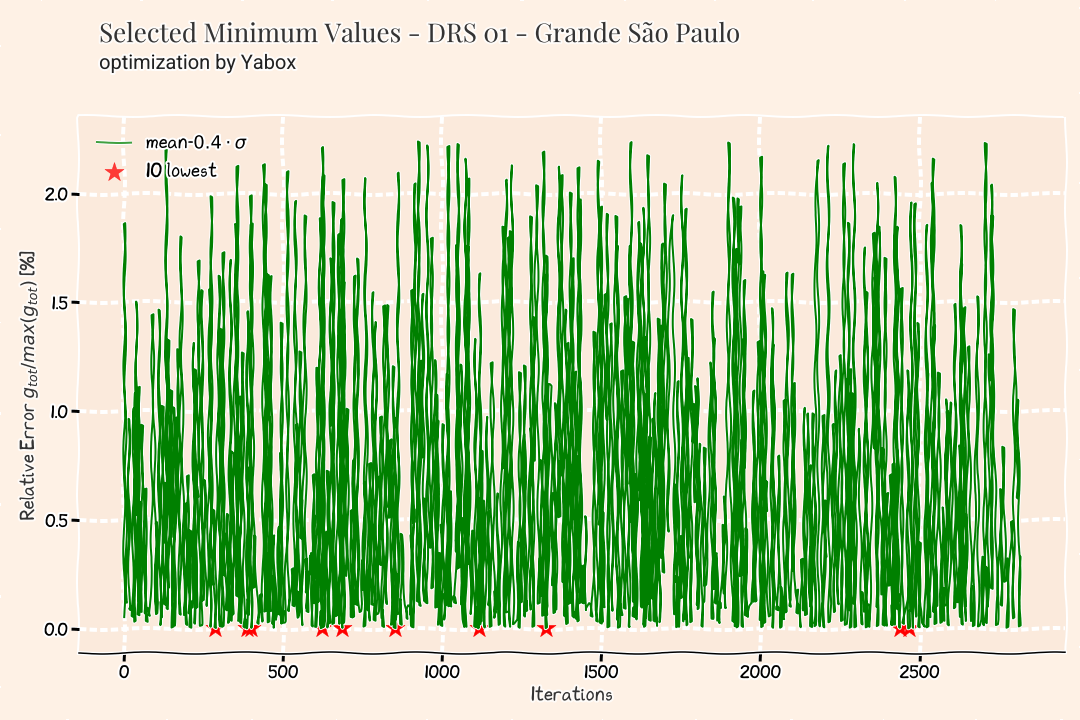 Selected Minimum Values - DRS 01 - Grande São Paulo
optimization by Yabox
mean-0.4 · σ
10 lowest
Relative Error g_tot/max(g_tot) [%]
2.0
1.5
1.0
0.5
0.0
0 500 1000 1500 2000 2500
Iterations